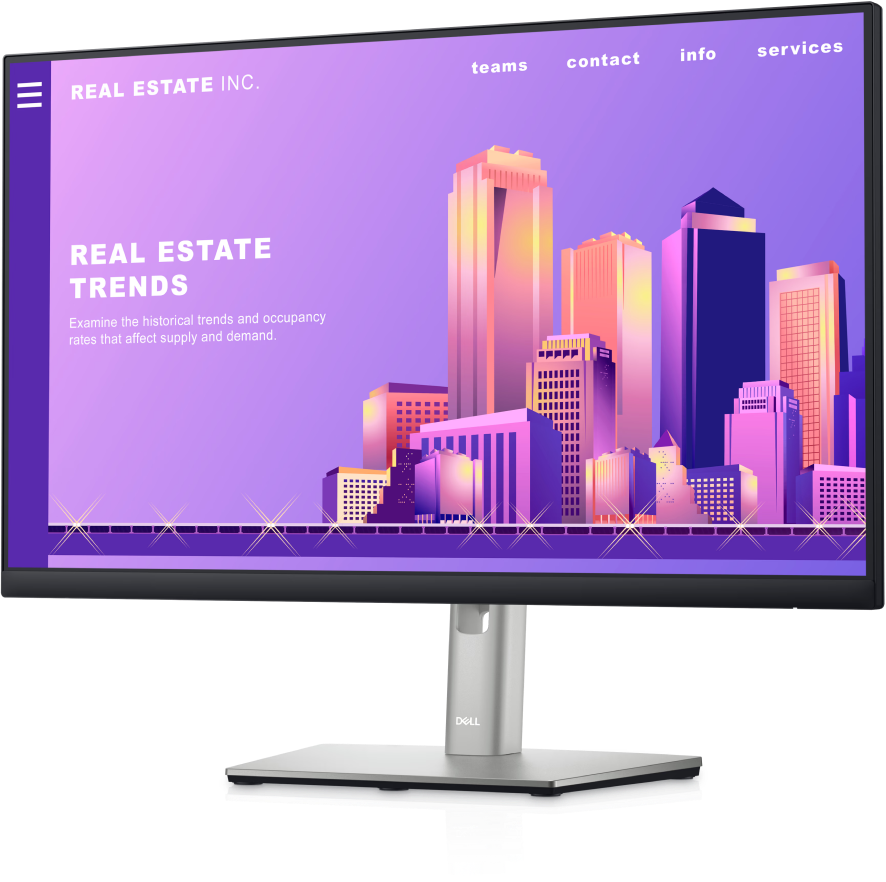 REAL ESTATE INC.
teams contact info services
REAL ESTATE
TRENDS
Examine the historical trends and occupancy
rates that affect supply and demand.
DELL